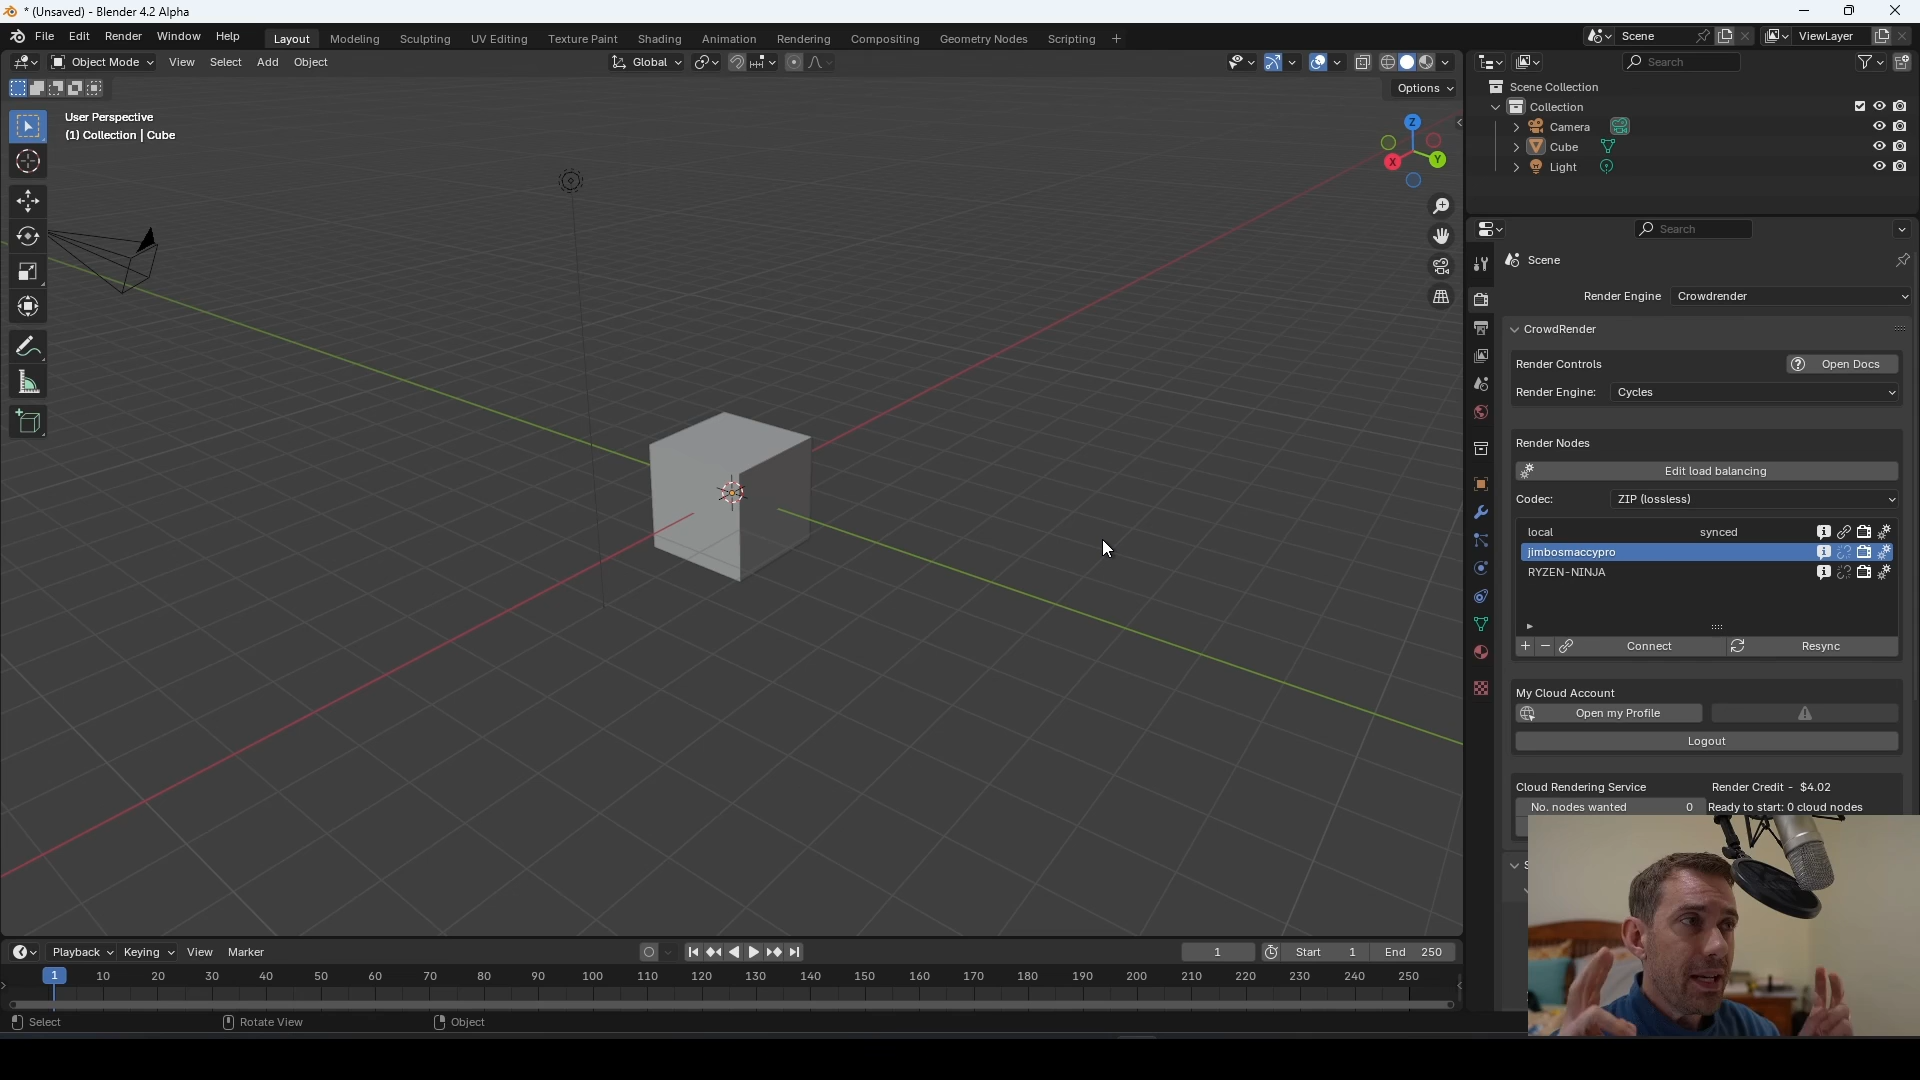 * (Unsaved) - Blender 4.2 Alpha
File Edit Render Window Help Layout Modeling Sculpting UV Editing Texture Paint Shading Animation Rendering Compositing Geometry Nodes Scripting + Scene ViewLayer
Object Mode View Select Add Object Global Search
Options
User Perspective
(1) Collection | Cube
Z
Y
X
Scene Collection
Collection
Camera
Cube
Light
Search
Scene
Render Engine Crowdrender
CrowdRender
Render Controls Open Docs
Render Engine: Cycles
Render Nodes
Edit load balancing
Codec: ZIP (lossless)
local synced
jimbosmaccypro
RYZEN-NINJA
Connect Resync
My Cloud Account
Open my Profile
Logout
Cloud Rendering Service Render Credit - $4.02
No. nodes wanted 0 Ready to start: 0 cloud nodes
Playback Keying View Marker 1 Start 1 End 250
1 10 20 30 40 50 60 70 80 90 100 110 120 130 140 150 160 170 180 190 200 210 220 230 240 250
Select Rotate View Object